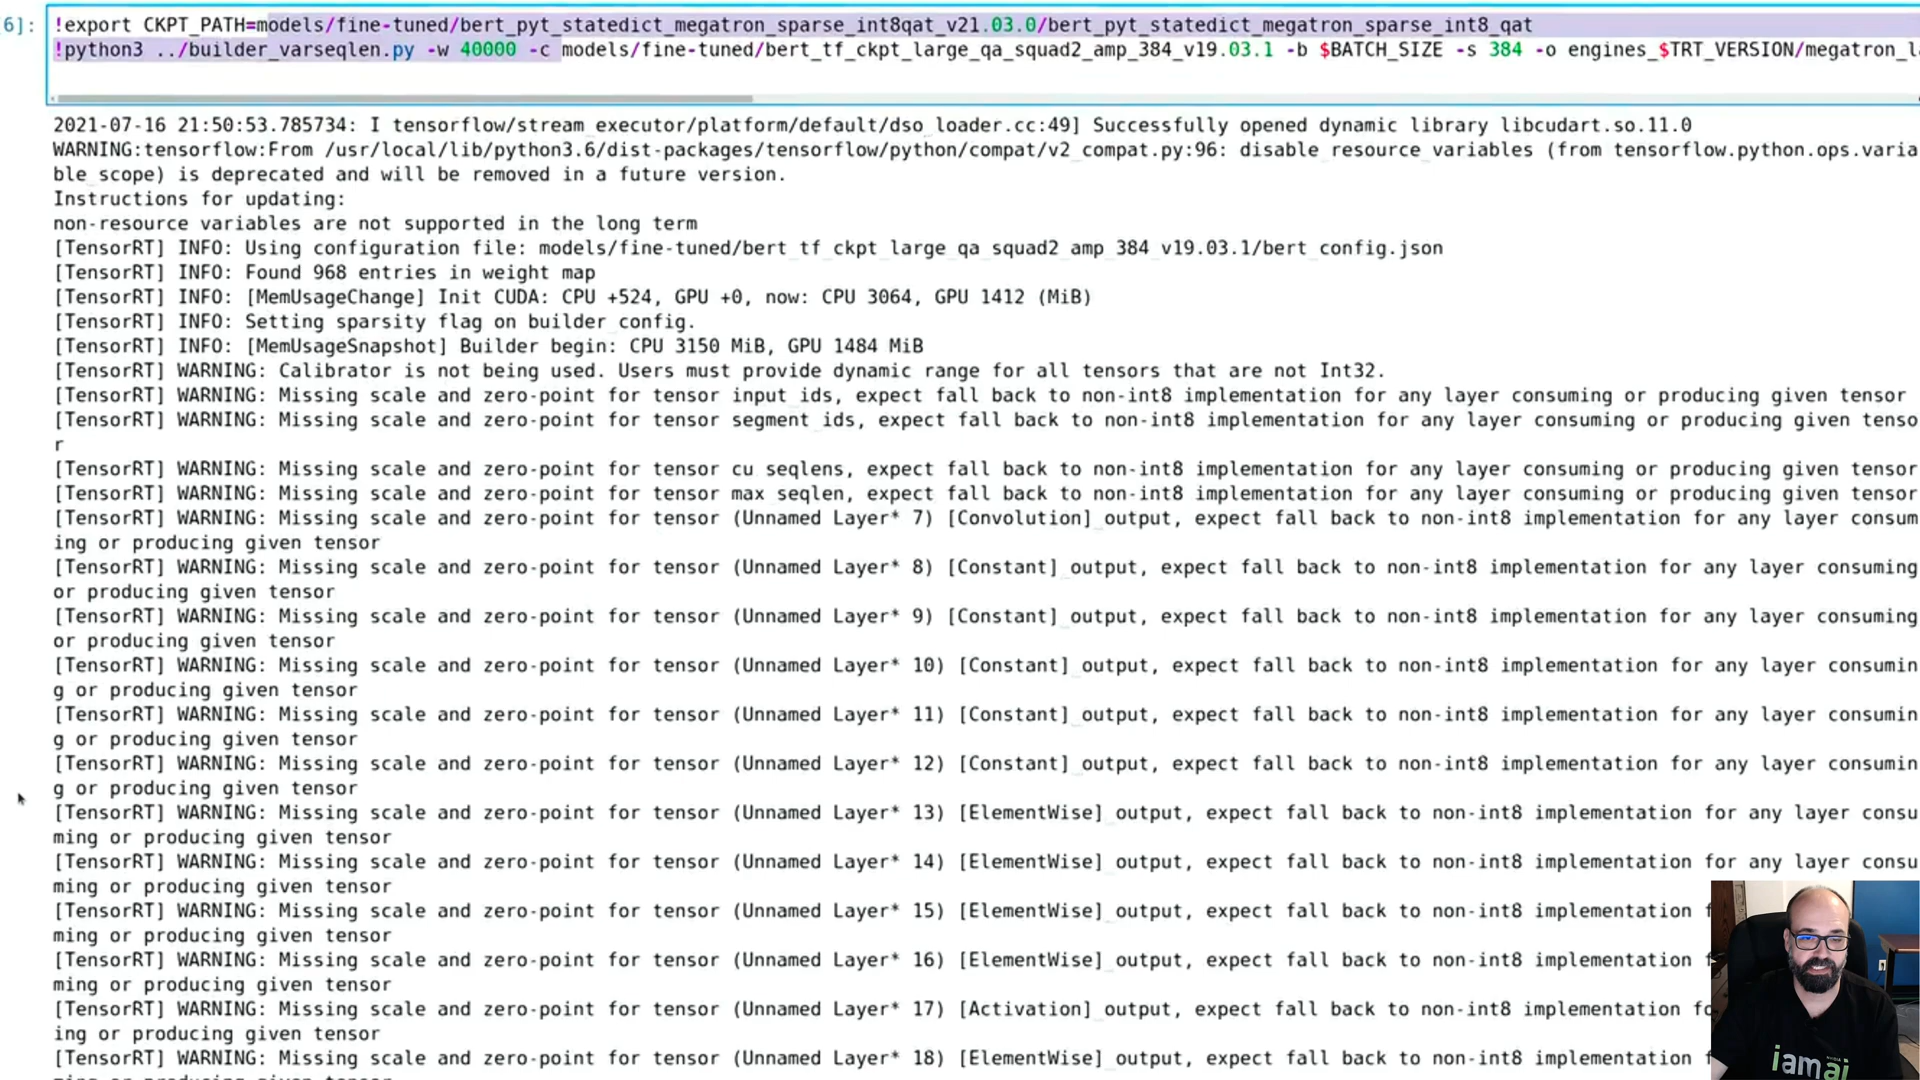 [6]:
!export CKPT_PATH=models/fine-tuned/bert_pyt_statedict_megatron_sparse_int8qat_v21.03.0/bert_pyt_statedict_megatron_sparse_int8_qat
!python3 ../builder_varseqlen.py -w 40000 -c models/fine-tuned/bert_tf_ckpt_large_qa_squad2_amp_384_v19.03.1 -b $BATCH_SIZE -s 384 -o engines_$TRT_VERSION/megatron_la
2021-07-16 21:50:53.785734: I tensorflow/stream_executor/platform/default/dso_loader.cc:49] Successfully opened dynamic library libcudart.so.11.0
WARNING:tensorflow:From /usr/local/lib/python3.6/dist-packages/tensorflow/python/compat/v2_compat.py:96: disable_resource_variables (from tensorflow.python.ops.varia
ble_scope) is deprecated and will be removed in a future version.
Instructions for updating:
non-resource variables are not supported in the long term
[TensorRT] INFO: Using configuration file: models/fine-tuned/bert_tf_ckpt_large_qa_squad2_amp_384_v19.03.1/bert_config.json
[TensorRT] INFO: Found 968 entries in weight map
[TensorRT] INFO: [MemUsageChange] Init CUDA: CPU +524, GPU +0, now: CPU 3064, GPU 1412 (MiB)
[TensorRT] INFO: Setting sparsity flag on builder_config.
[TensorRT] INFO: [MemUsageSnapshot] Builder begin: CPU 3150 MiB, GPU 1484 MiB
[TensorRT] WARNING: Calibrator is not being used. Users must provide dynamic range for all tensors that are not Int32.
[TensorRT] WARNING: Missing scale and zero-point for tensor input_ids, expect fall back to non-int8 implementation for any layer consuming or producing given tensor
[TensorRT] WARNING: Missing scale and zero-point for tensor segment_ids, expect fall back to non-int8 implementation for any layer consuming or producing given tenso
r
[TensorRT] WARNING: Missing scale and zero-point for tensor cu_seqlens, expect fall back to non-int8 implementation for any layer consuming or producing given tensor
[TensorRT] WARNING: Missing scale and zero-point for tensor max_seqlen, expect fall back to non-int8 implementation for any layer consuming or producing given tensor
[TensorRT] WARNING: Missing scale and zero-point for tensor (Unnamed Layer* 7) [Convolution]_output, expect fall back to non-int8 implementation for any layer consum
ing or producing given tensor
[TensorRT] WARNING: Missing scale and zero-point for tensor (Unnamed Layer* 8) [Constant]_output, expect fall back to non-int8 implementation for any layer consuming
or producing given tensor
[TensorRT] WARNING: Missing scale and zero-point for tensor (Unnamed Layer* 9) [Constant]_output, expect fall back to non-int8 implementation for any layer consuming
or producing given tensor
[TensorRT] WARNING: Missing scale and zero-point for tensor (Unnamed Layer* 10) [Constant]_output, expect fall back to non-int8 implementation for any layer consumin
g or producing given tensor
[TensorRT] WARNING: Missing scale and zero-point for tensor (Unnamed Layer* 11) [Constant]_output, expect fall back to non-int8 implementation for any layer consumin
g or producing given tensor
[TensorRT] WARNING: Missing scale and zero-point for tensor (Unnamed Layer* 12) [Constant]_output, expect fall back to non-int8 implementation for any layer consumin
g or producing given tensor
[TensorRT] WARNING: Missing scale and zero-point for tensor (Unnamed Layer* 13) [ElementWise]_output, expect fall back to non-int8 implementation for any layer consu
ming or producing given tensor
[TensorRT] WARNING: Missing scale and zero-point for tensor (Unnamed Layer* 14) [ElementWise]_output, expect fall back to non-int8 implementation for any layer consu
ming or producing given tensor
[TensorRT] WARNING: Missing scale and zero-point for tensor (Unnamed Layer* 15) [ElementWise]_output, expect fall back to non-int8 implementation f
ming or producing given tensor
[TensorRT] WARNING: Missing scale and zero-point for tensor (Unnamed Layer* 16) [ElementWise]_output, expect fall back to non-int8 implementation f
ming or producing given tensor
[TensorRT] WARNING: Missing scale and zero-point for tensor (Unnamed Layer* 17) [Activation]_output, expect fall back to non-int8 implementation fo
ing or producing given tensor
[TensorRT] WARNING: Missing scale and zero-point for tensor (Unnamed Layer* 18) [ElementWise]_output, expect fall back to non-int8 implementation f
ming or producing given tensor
iamai